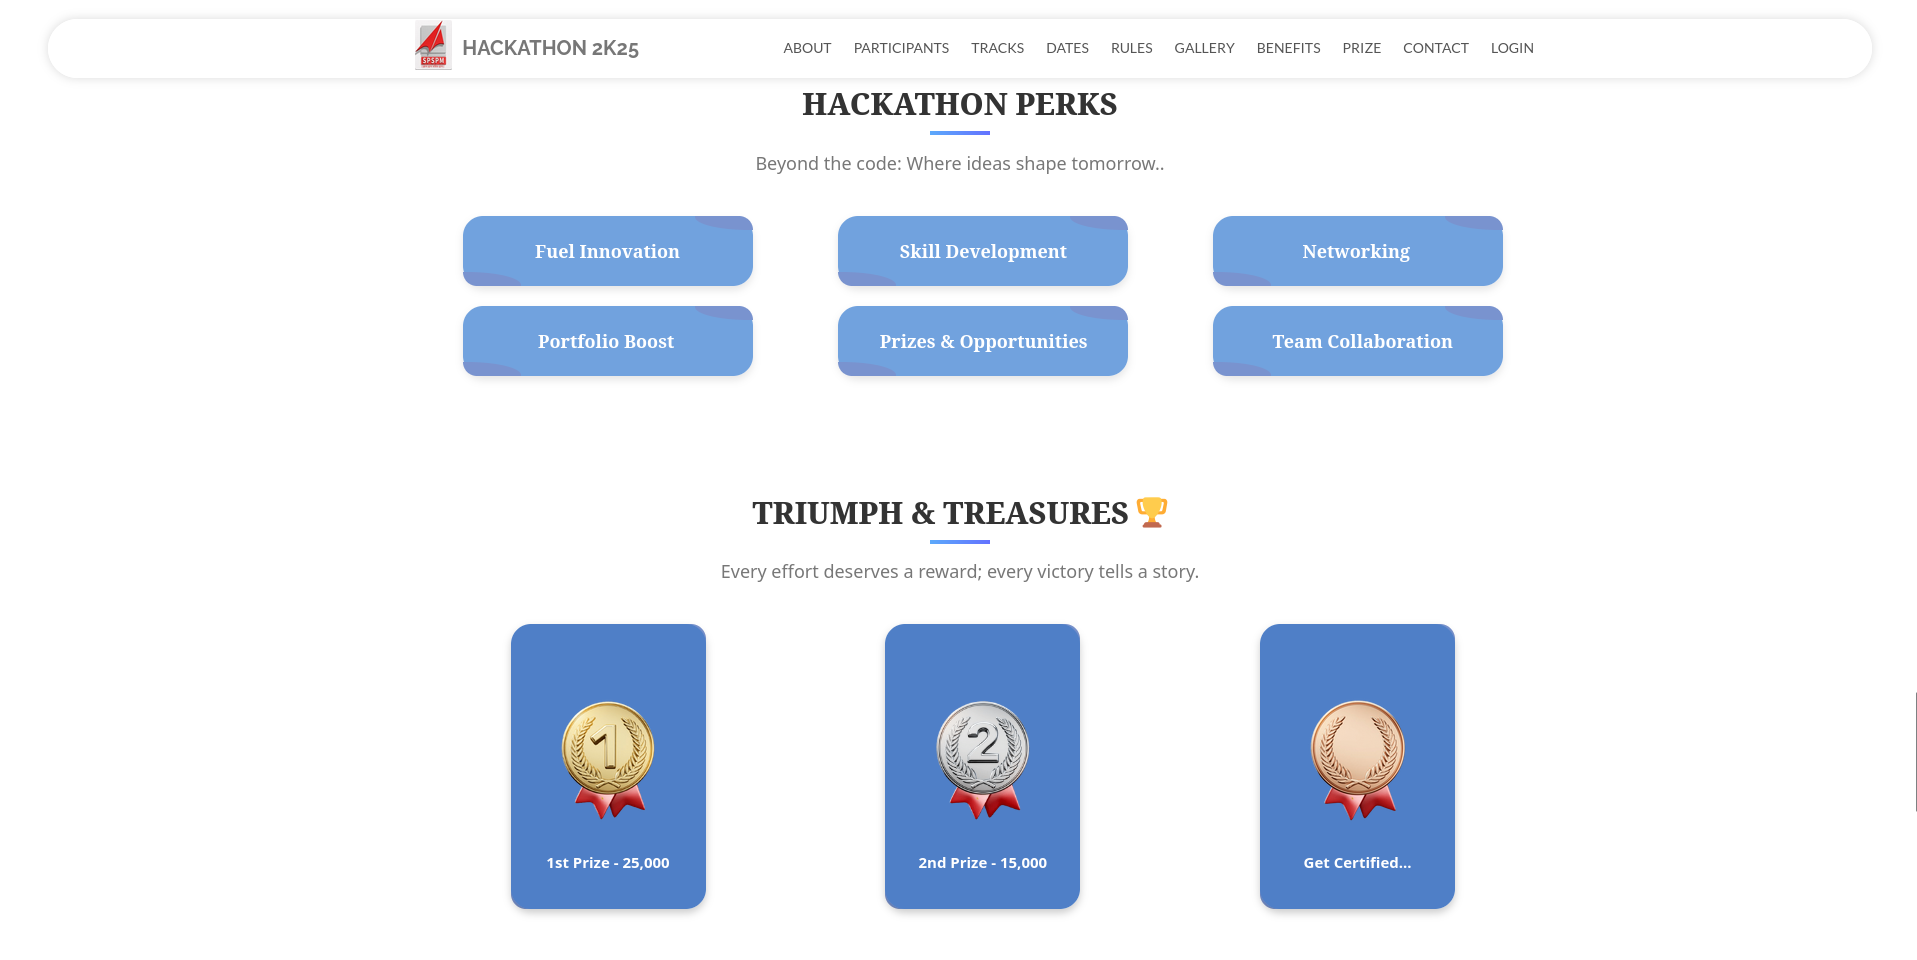 SPSPM
HACKATHON 2K25
ABOUT PARTICIPANTS TRACKS DATES RULES GALLERY BENEFITS PRIZE CONTACT LOGIN
HACKATHON PERKS
Beyond the code: Where ideas shape tomorrow..
Fuel Innovation
Skill Development
Networking
Portfolio Boost
Prizes & Opportunities
Team Collaboration
TRIUMPH & TREASURES 🏆
Every effort deserves a reward; every victory tells a story.
1
2
1st Prize - 25,000
2nd Prize - 15,000
Get Certified...